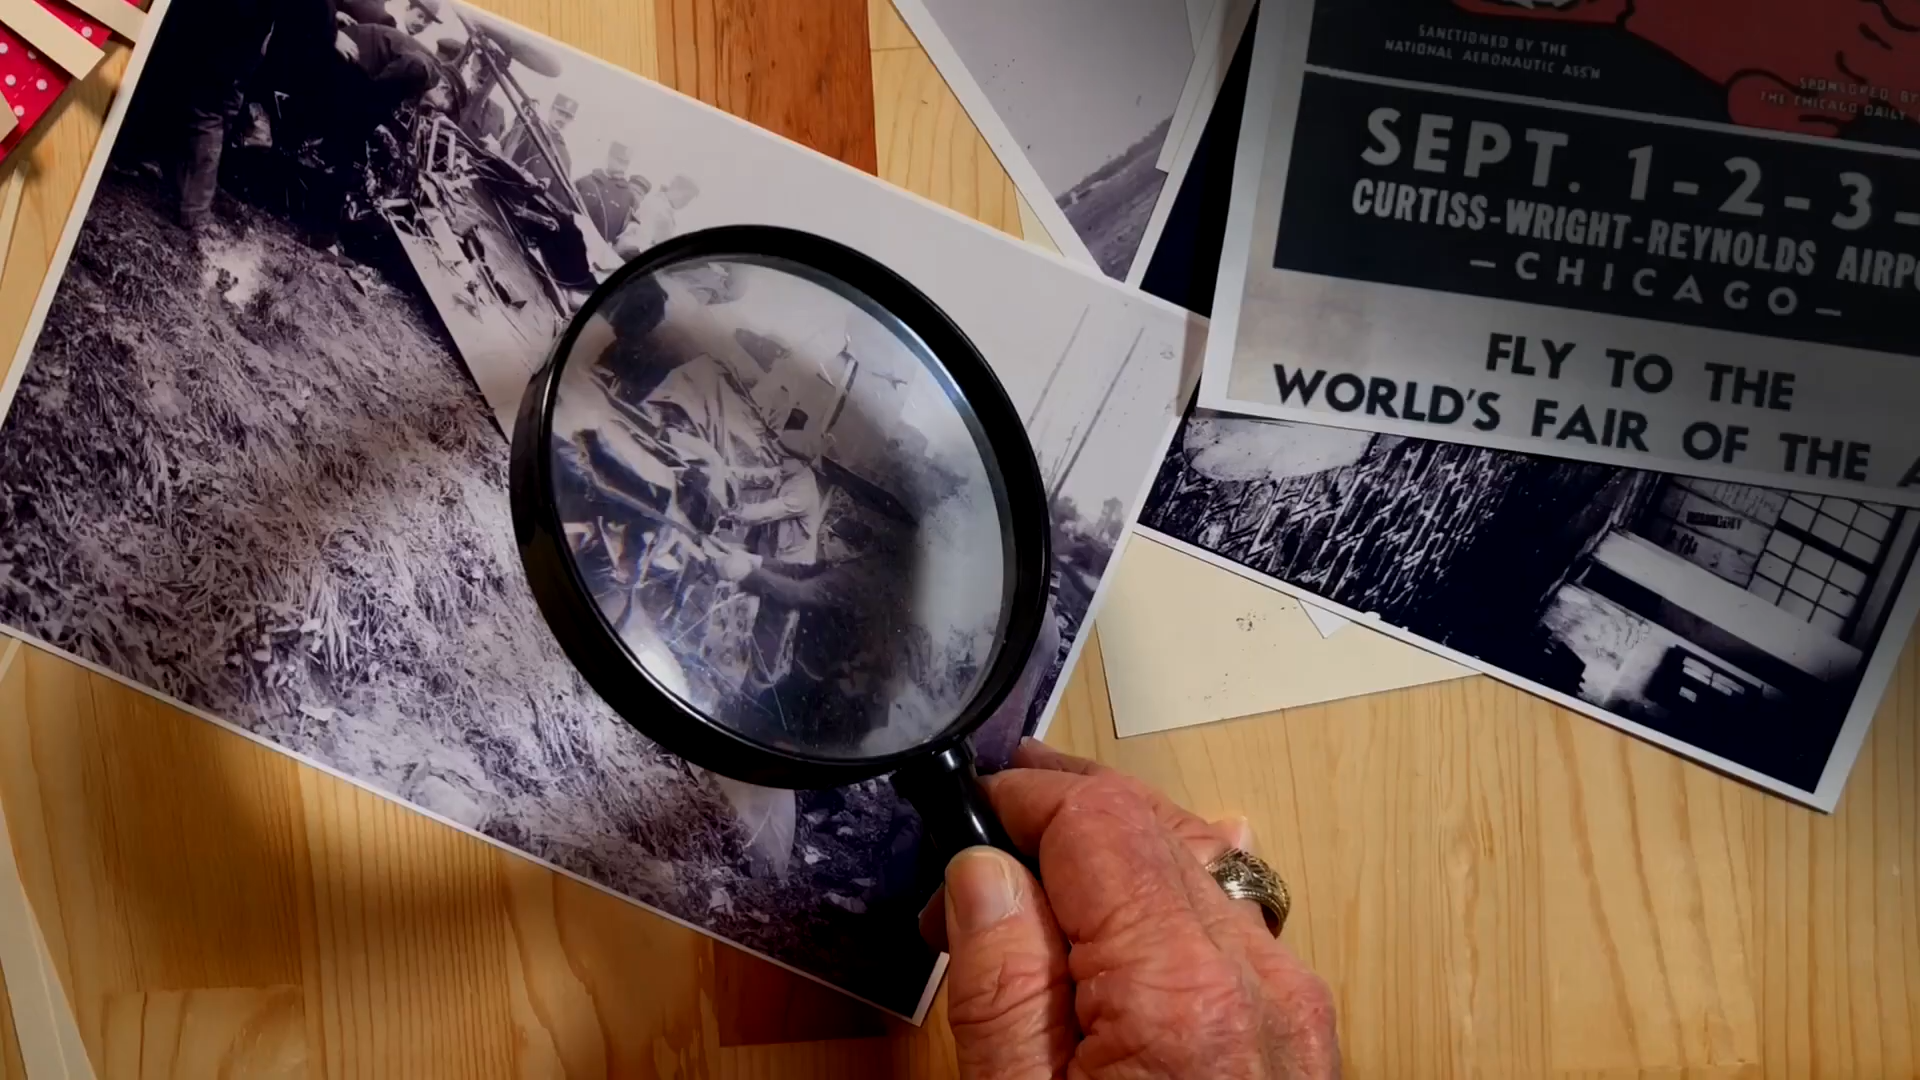 SANCTIONED BY THE
NATIONAL AERONAUTIC ASS'N
SPONSORED BY
THE CHICAGO DAILY
SEPT. 1-2-3-
CURTISS-WRIGHT-REYNOLDS AIRPO
- CHICAGO -
FLY TO THE
WORLD'S FAIR OF THE A